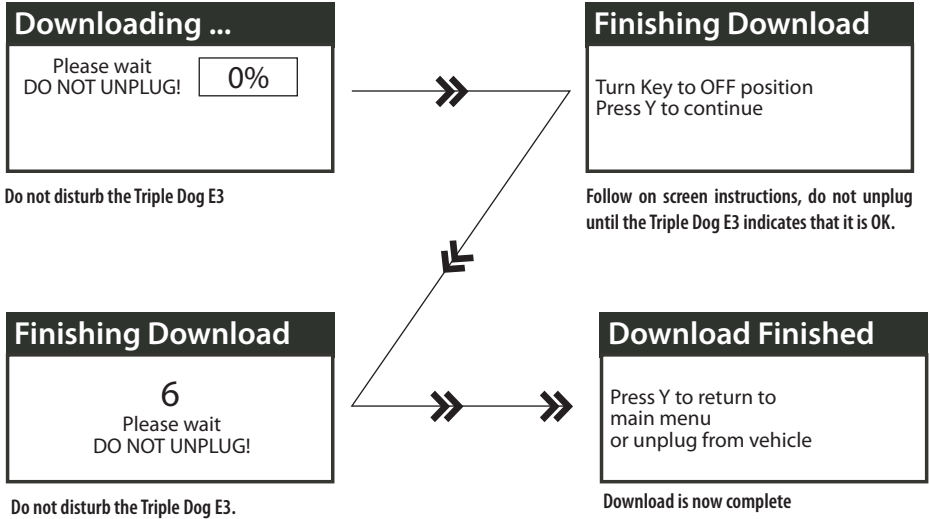 Downloading ...
Please wait
DO NOT UNPLUG!
0%
Do not disturb the Triple Dog E3
Finishing Download
Turn Key to OFF position
Press Y to continue
Follow on screen instructions, do not unplug
until the Triple Dog E3 indicates that it is OK.
Finishing Download
6
Please wait
DO NOT UNPLUG!
Do not disturb the Triple Dog E3.
Download Finished
Press Y to return to
main menu
or unplug from vehicle
Download is now complete